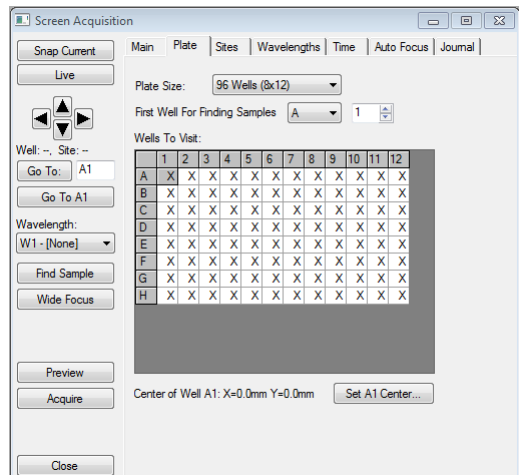 Screen Acquisition
Snap Current
Live
Well: --, Site: --
Go To: A1
Go To A1
Wavelength:
W1 - [None]
Find Sample
Wide Focus
Preview
Acquire
Close
Main Plate Sites Wavelengths Time Auto Focus Journal
Plate Size: 96 Wells (8x12)
First Well For Finding Samples A 1
Wells To Visit:
1 2 3 4 5 6 7 8 9 10 11 12
A X X X X X X X X X X X X
B X X X X X X X X X X X X
C X X X X X X X X X X X X
D X X X X X X X X X X X X
E X X X X X X X X X X X X
F X X X X X X X X X X X X
G X X X X X X X X X X X X
H X X X X X X X X X X X X
Center of Well A1: X=0.0mm Y=0.0mm Set A1 Center...